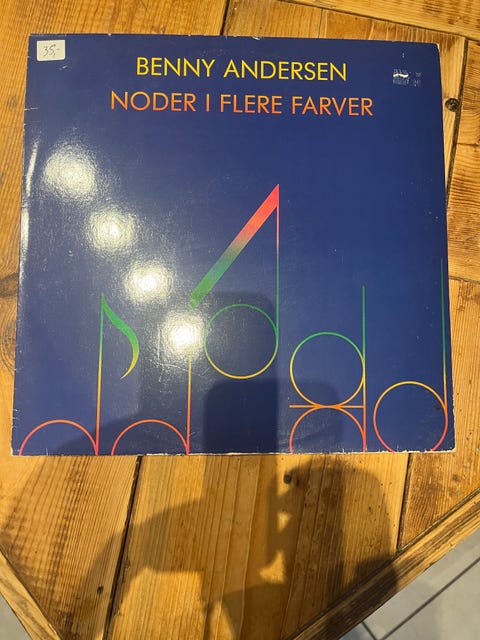 35,-
BENNY ANDERSEN
NODER I FLERE FARVER